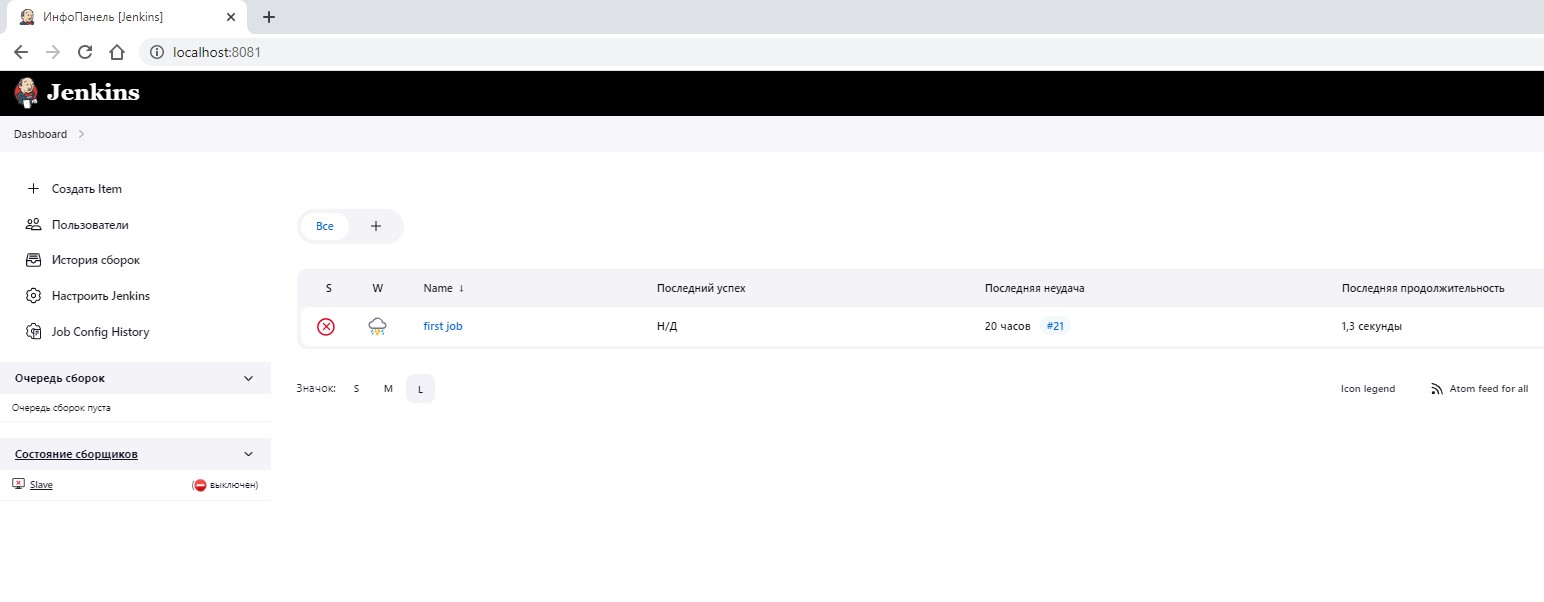 ИнфоПанель [Jenkins]
localhost:8081
Jenkins
Dashboard
Создать Item
Пользователи
История сборок
Настроить Jenkins
Job Config History
Очередь сборок
Очередь сборок пуста
Состояние сборщиков
Slave (выключен)
Все
S W Name ↓ Последний успех Последняя неудача Последняя продолжительность
first job Н/Д 20 часов #21 1,3 секунды
Значок: S M L Icon legend Atom feed for all